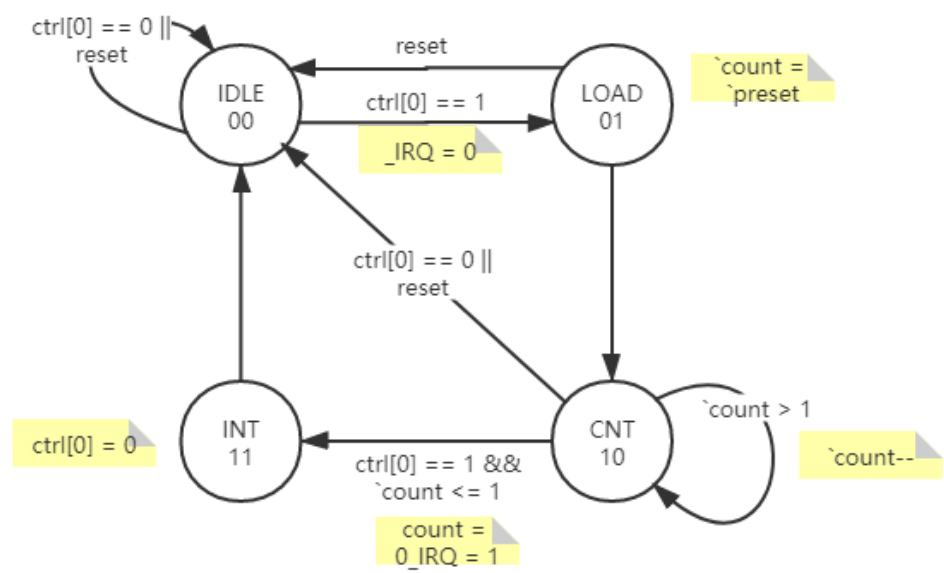 ctrl[0] == 0 ||
reset
reset
IDLE
00
LOAD
01
`count =
`preset
ctrl[0] == 1
_IRQ = 0
ctrl[0] == 0 ||
reset
INT
11
ctrl[0] = 0
CNT
10
`count > 1
`count--
ctrl[0] == 1 &&
`count <= 1
count =
0_IRQ = 1